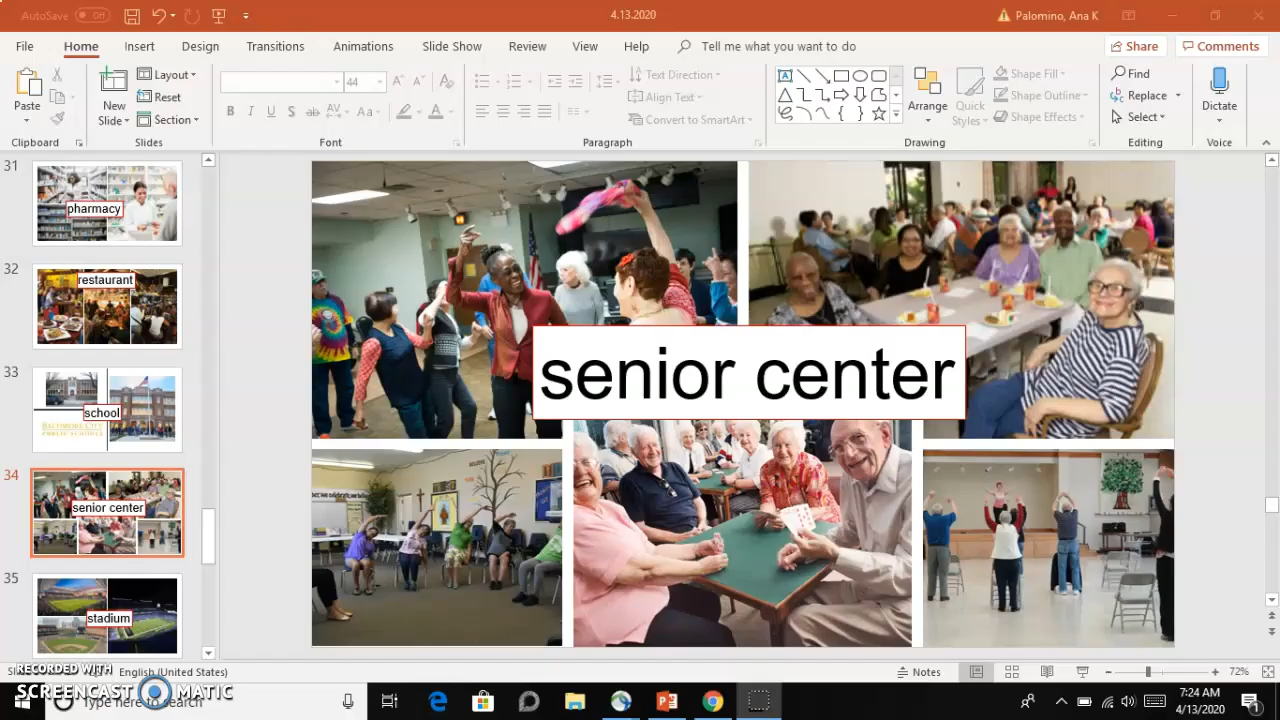 AutoSave Off
4.13.2020
Palomino, Ana K
File Home Insert Design Transitions Animations Slide Show Review View Help Tell me what you want to do Share Comments
Paste
New
Slide
Layout
Reset
Section
44
B I U S ab AV Aa A
Text Direction
Align Text
Convert to SmartArt
Arrange
Quick
Styles
Shape Fill
Shape Outline
Shape Effects
Find
Replace
Select
Dictate
Clipboard Slides Font Paragraph Drawing Editing Voice
31
pharmacy
32
restaurant
33
school
34
senior center
35
stadium
senior center
RECORDED WITH
SCREENCAST MATIC
English (United States)
Notes
72%
Type here to search
7:24 AM
4/13/2020
1